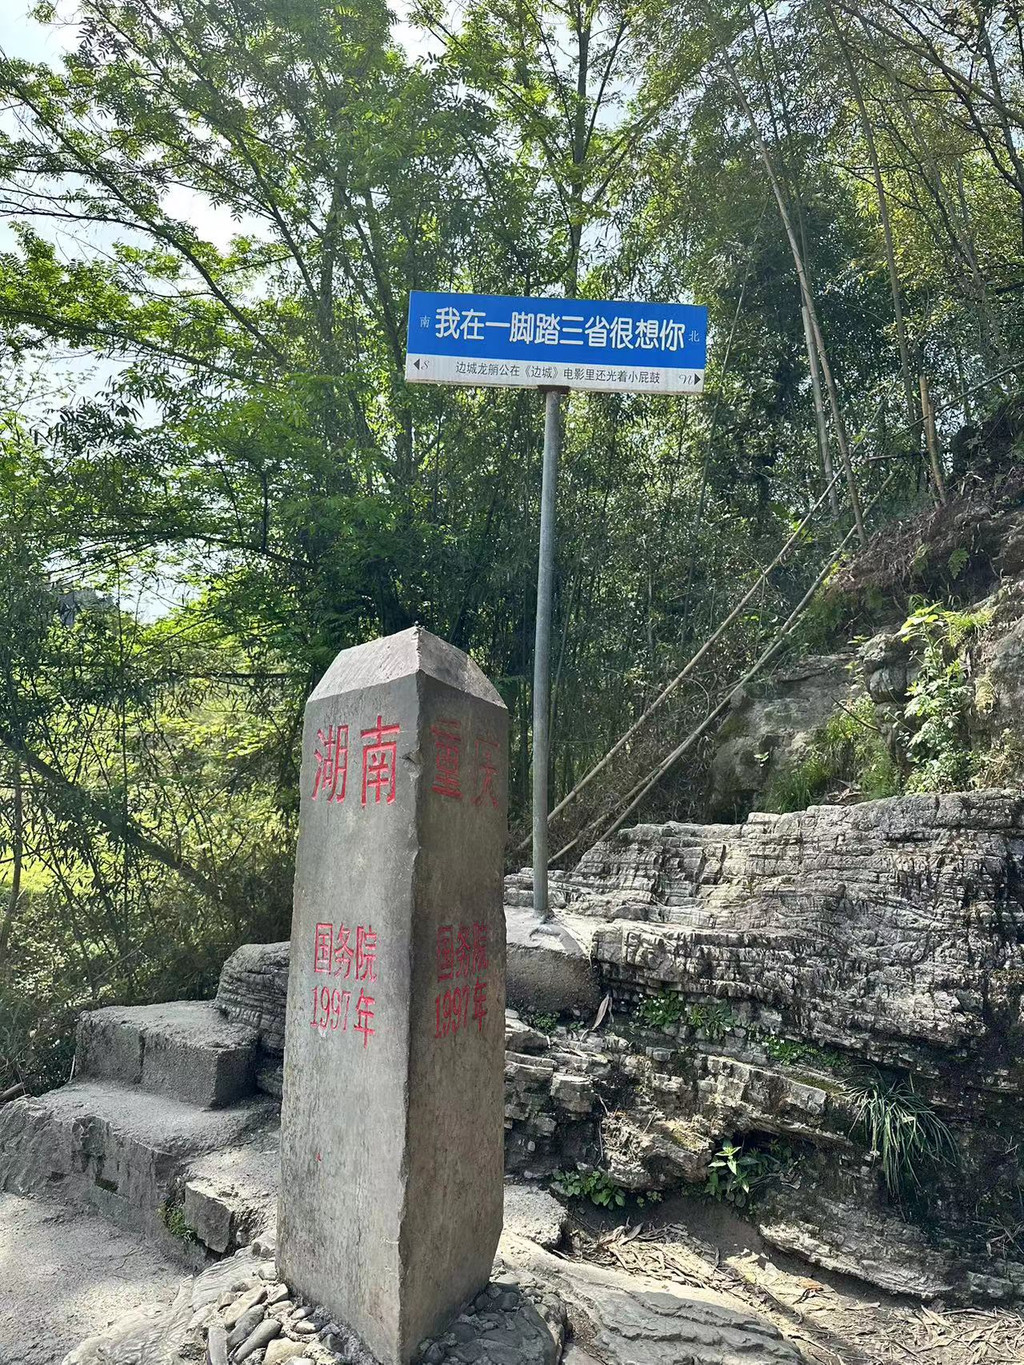 南 我在一脚踏三省很想你 北
S 边城龙艄公在《边城》电影里还光着小屁股 N
湖南
国务院
1997年
重庆
国务院
1997年